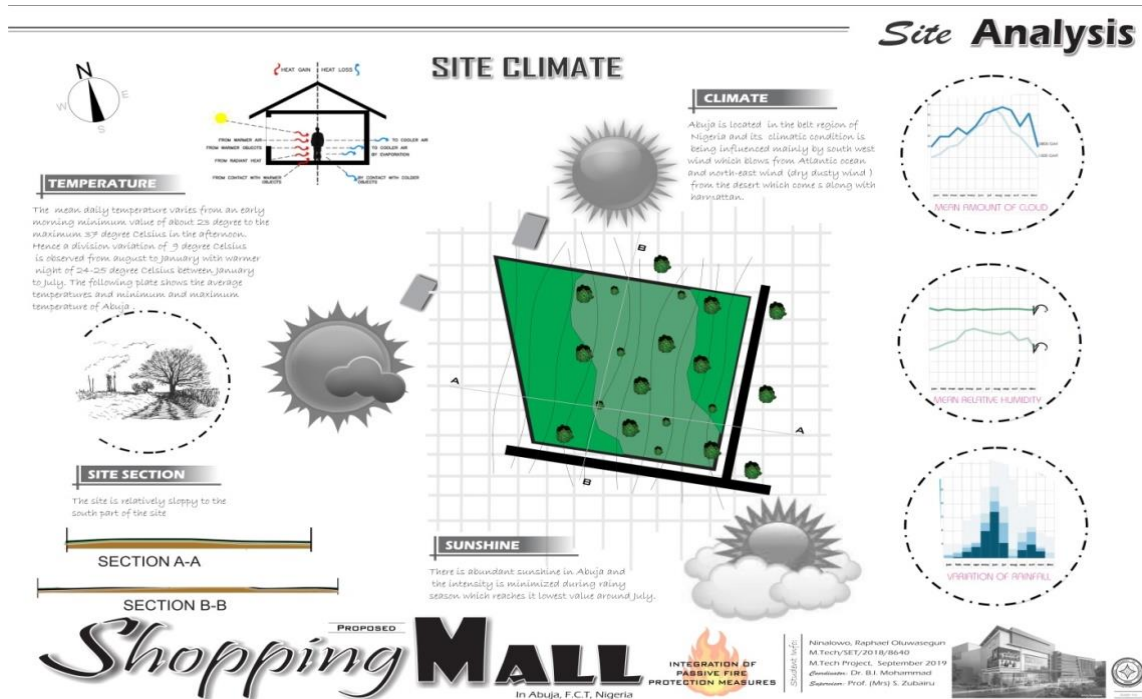 Site Analysis
SITE CLIMATE
N
W
E
S
HEAT GAIN
HEAT LOSS
FROM WARMER AIR
FROM WARMER OBJECTS
FROM RADIANT HEAT
FROM CONTACT WITH WARMER
OBJECTS
TO COOLER AIR
TO COOLER AIR
BY EVAPORATION
BY CONTACT WITH COLDER
OBJECTS
TEMPERATURE
The mean daily temperature varies from an early
morning minimum value of about 23 degree to the
maximum 37 degree Celsius in the afternoon.
Hence a division variation of 9 degree Celsius
is observed from august to January with warmer
night of 24-25 degree Celsius between January
to July. The following plate shows the average
temperatures and minimum and maximum
temperature of Abuja.
SITE SECTION
The site is relatively sloppy to the
south part of the site
SECTION A-A
SECTION B-B
CLIMATE
Abuja is located in the belt region of
Nigeria and its climatic condition is
being influenced mainly by south west
wind which blows from Atlantic ocean
and north-east wind (dry dusty wind )
from the desert which come s along with
harmattan.
B
A
A
B
SUNSHINE
There is abundant sunshine in Abuja and
the intensity is minimized during rainy
season which reaches it lowest value around July.
MEAN AMOUNT OF CLOUD
MEAN RELATIVE HUMIDITY
VARIATION OF RAINFALL
PROPOSED
Shopping MALL
In Abuja, F.C.T, Nigeria
INTEGRATION OF
PASSIVE FIRE
PROTECTION MEASURES
Student Info:
Ninalowo, Raphael Oluwasegun
M.Tech/SET/2018/8640
M.Tech Project, September 2019
Coordinator: Dr. B.I. Mohammad
Supervisor: Prof. (Mrs) S. Zubairu